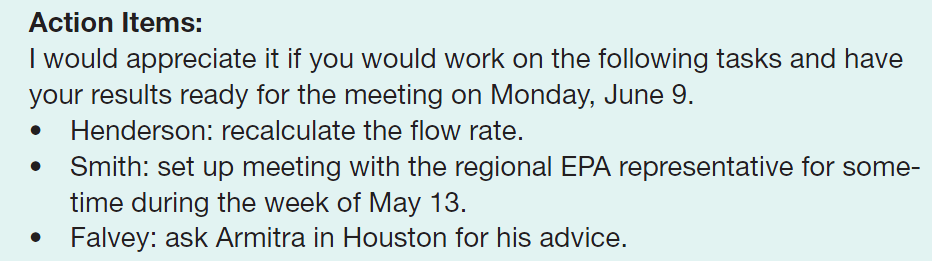 Action Items:
I would appreciate it if you would work on the following tasks and have
your results ready for the meeting on Monday, June 9.
• Henderson: recalculate the flow rate.
• Smith: set up meeting with the regional EPA representative for some-
time during the week of May 13.
• Falvey: ask Armitra in Houston for his advice.